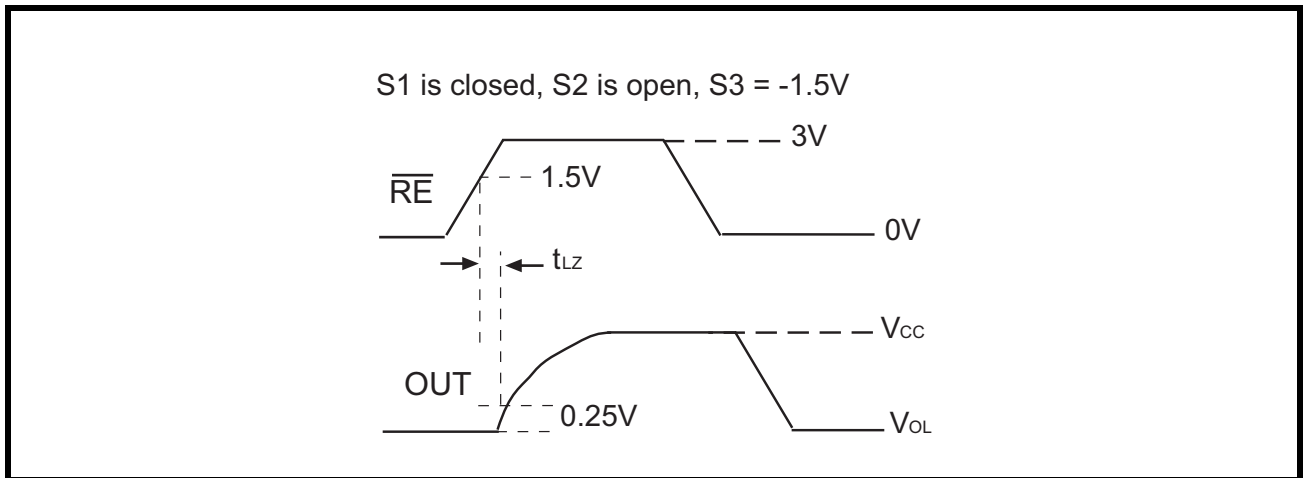 S1 is closed, S2 is open, S3 = -1.5V
3V
1.5V
RE
0V
tLZ
VCC
OUT
0.25V
VOL